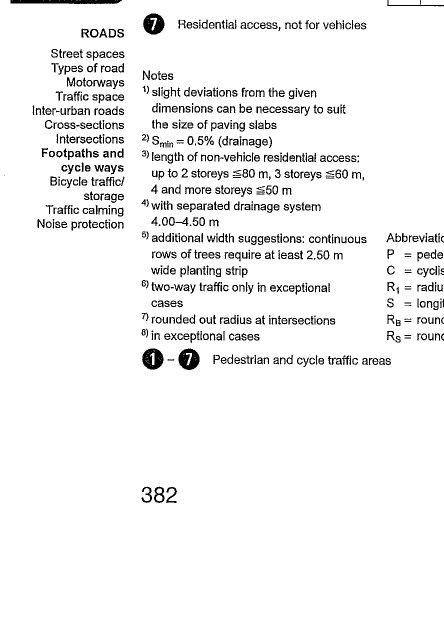 ROADS
Street spaces
Types of road
Motorways
Traffic space
Inter-urban roads
Cross-sections
Intersections
Footpaths and
cycle ways
Bicycle traffic/
storage
Traffic calming
Noise protection
7 Residential access, not for vehicles
Notes
1) slight deviations from the given
dimensions can be necessary to suit
the size of paving slabs
2) Smin = 0.5% (drainage)
3) length of non-vehicle residential access:
up to 2 storeys ≦80 m, 3 storeys ≦60 m,
4 and more storeys ≦50 m
4) with separated drainage system
4.00–4.50 m
5) additional width suggestions: continuous
rows of trees require at least 2.50 m
wide planting strip
6) two-way traffic only in exceptional
cases
7) rounded out radius at intersections
8) in exceptional cases
1 – 7 Pedestrian and cycle traffic areas
Abbreviatio
P = pede
C = cyclis
R1 = radiu
S = longit
RB = round
RS = round
382